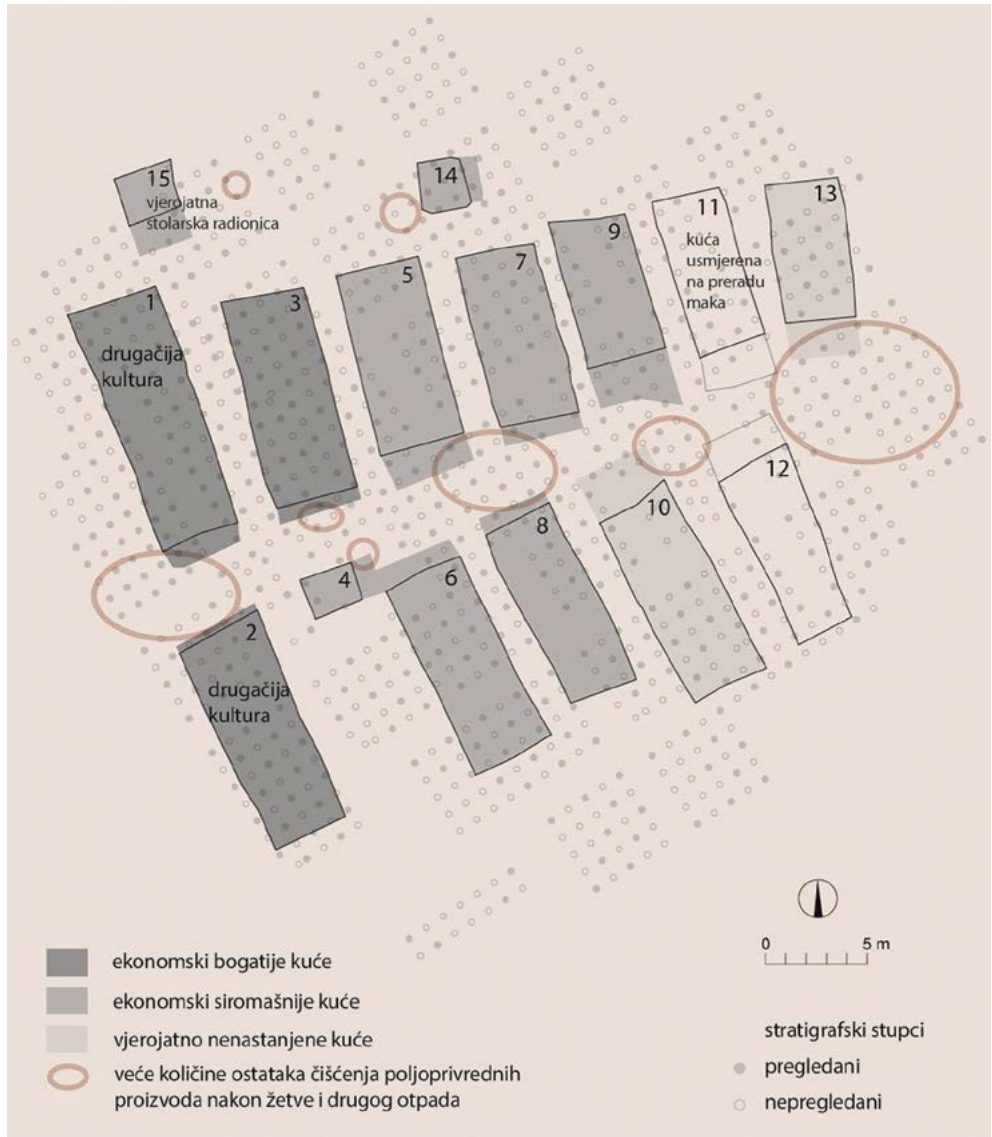 15
vjerojatna
stolarska radionica
14
13
11
kuća
usmjerena
na preradu
maka
9
7
5
3
1
drugačija
kultura
12
10
8
6
4
2
drugačija
kultura
0 5 m
ekonomski bogatije kuće
ekonomski siromašnije kuće
vjerojatno nenastanjene kuće
veće količine ostataka čišćenja poljoprivrednih
proizvoda nakon žetve i drugog otpada
stratigrafski stupci
pregledani
nepregledani